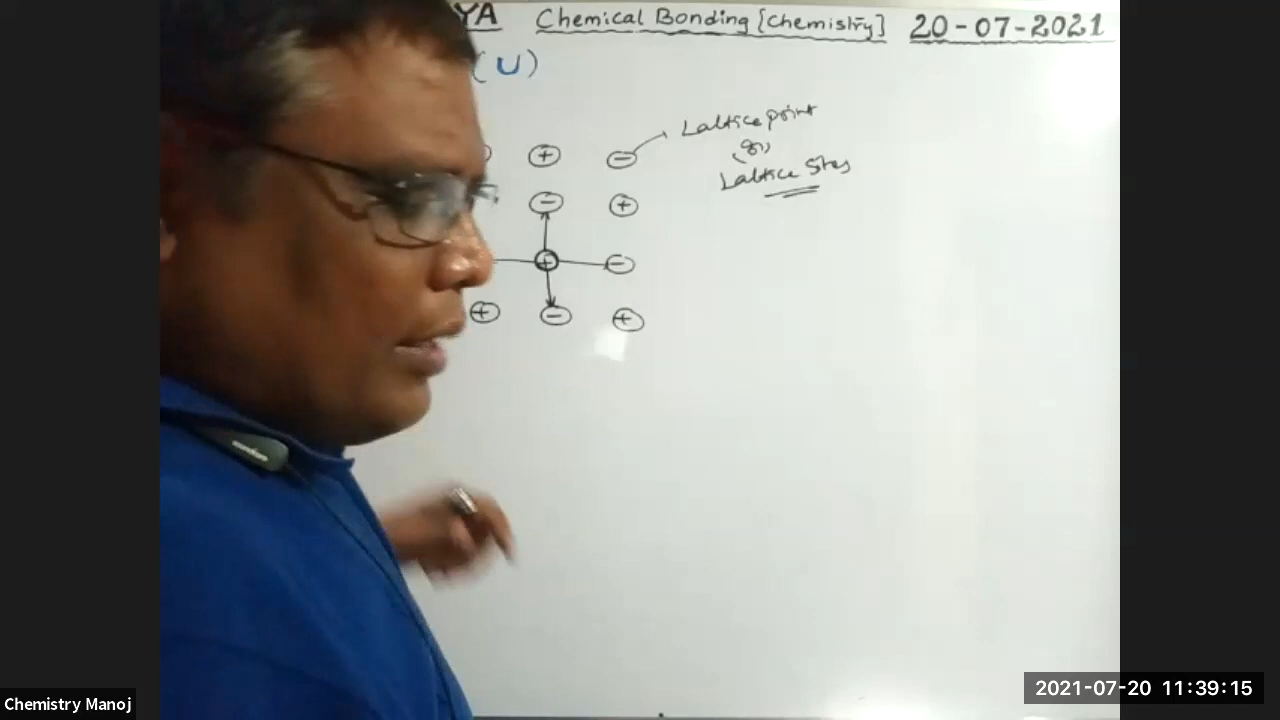 YA Chemical Bonding [Chemistry] 20-07-2021
(U)
+ - Lattice point
(or)
- + Lattice Sites
+ -
+ - +
Chemistry Manoj
2021-07-20 11:39:15